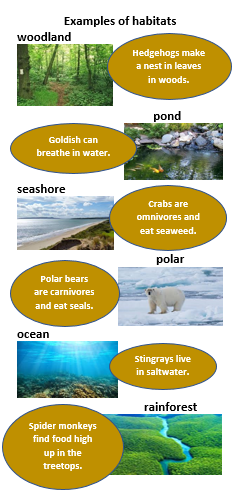 Examples of habitats
woodland
Hedgehogs make
a nest in leaves
in woods.
pond
Goldish can
breathe in water.
seashore
Crabs are
omnivores and
eat seaweed.
polar
Polar bears
are carnivores
and eat seals.
ocean
Stingrays live
in saltwater.
rainforest
Spider monkeys
find food high
up in the
treetops.